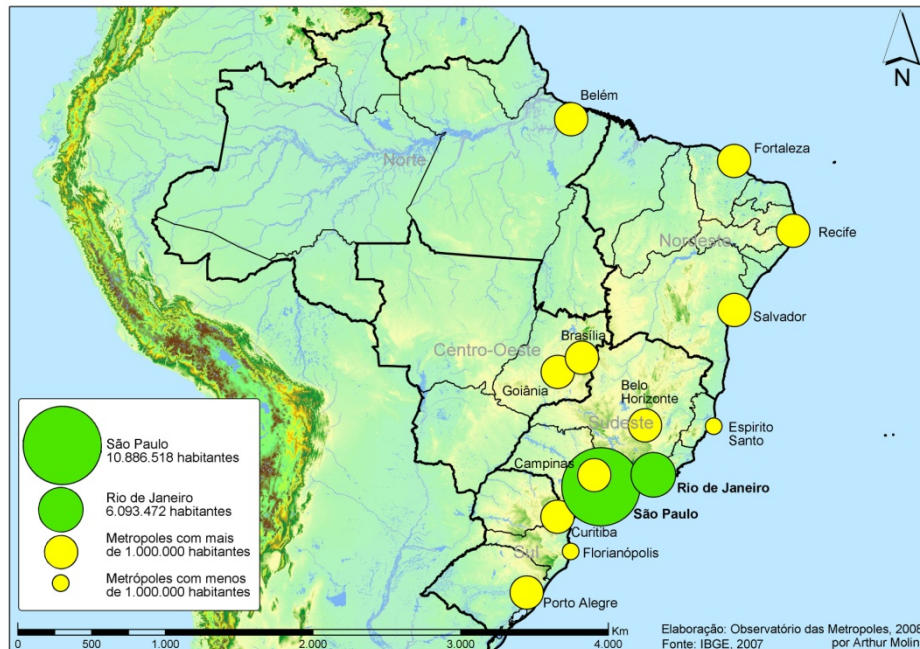 N
Belém
Fortaleza
Norte
Recife
Nordeste
Salvador
Brasília
Centro-Oeste
Goiânia
Belo
Horizonte
Sudeste
Espirito
Santo
Campinas
Rio de Janeiro
São Paulo
Curitiba
Sul
Florianópolis
Porto Alegre
São Paulo
10.886.518 habitantes
Rio de Janeiro
6.093.472 habitantes
Metropoles com mais
de 1.000.000 habitantes
Metrópoles com menos
de 1.000.000 habitantes
0 500 1.000 2.000 3.000 4.000 Km
Elaboração: Observatório das Metropoles, 2008
Fonte: IBGE, 2007 por Arthur Molin